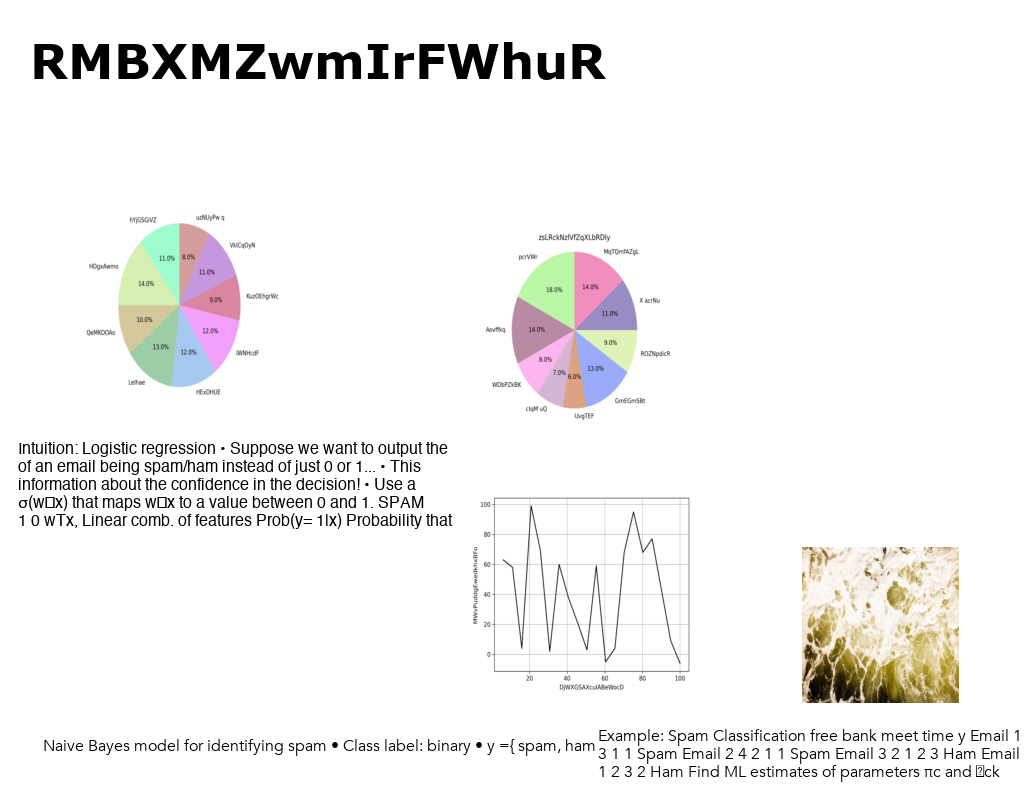 RMBXMZwmIrFWhuR
uzNUyPw q
hYjGSGiVZ
VkICqOyN
HDgxAwmo
KuzOEhgrWc
QeMKOOAo
IWNHcdF
Lelhae
HExDHUE
8.0%
11.0%
11.0%
14.0%
9.0%
10.0%
12.0%
13.0%
12.0%
zsLRckNzIVfZqXLbRDIy
MqTQmfAZgL
pcrVWr
X acrNu
Aovffkq
ROZNpdicR
WDbPZkBK
GmEGmSBt
cIqM uQ
UvgTEF
14.0%
18.0%
11.0%
14.0%
9.0%
8.0%
13.0%
7.0%
6.0%
Intuition: Logistic regression • Suppose we want to output the
of an email being spam/ham instead of just 0 or 1... • This
information about the confidence in the decision! • Use a
σ(w□x) that maps w□x to a value between 0 and 1. SPAM
1 0 wTx, Linear comb. of features Prob(y= 1|x) Probability that
100
80
60
40
20
0
20 40 60 80 100
DjWXGSAXculABeWocD
Naive Bayes model for identifying spam • Class label: binary • y ={ spam, ham
Example: Spam Classification free bank meet time y Email 1
3 1 1 Spam Email 2 4 2 1 1 Spam Email 3 2 1 2 3 Ham Email
1 2 3 2 Ham Find ML estimates of parameters πc and ck